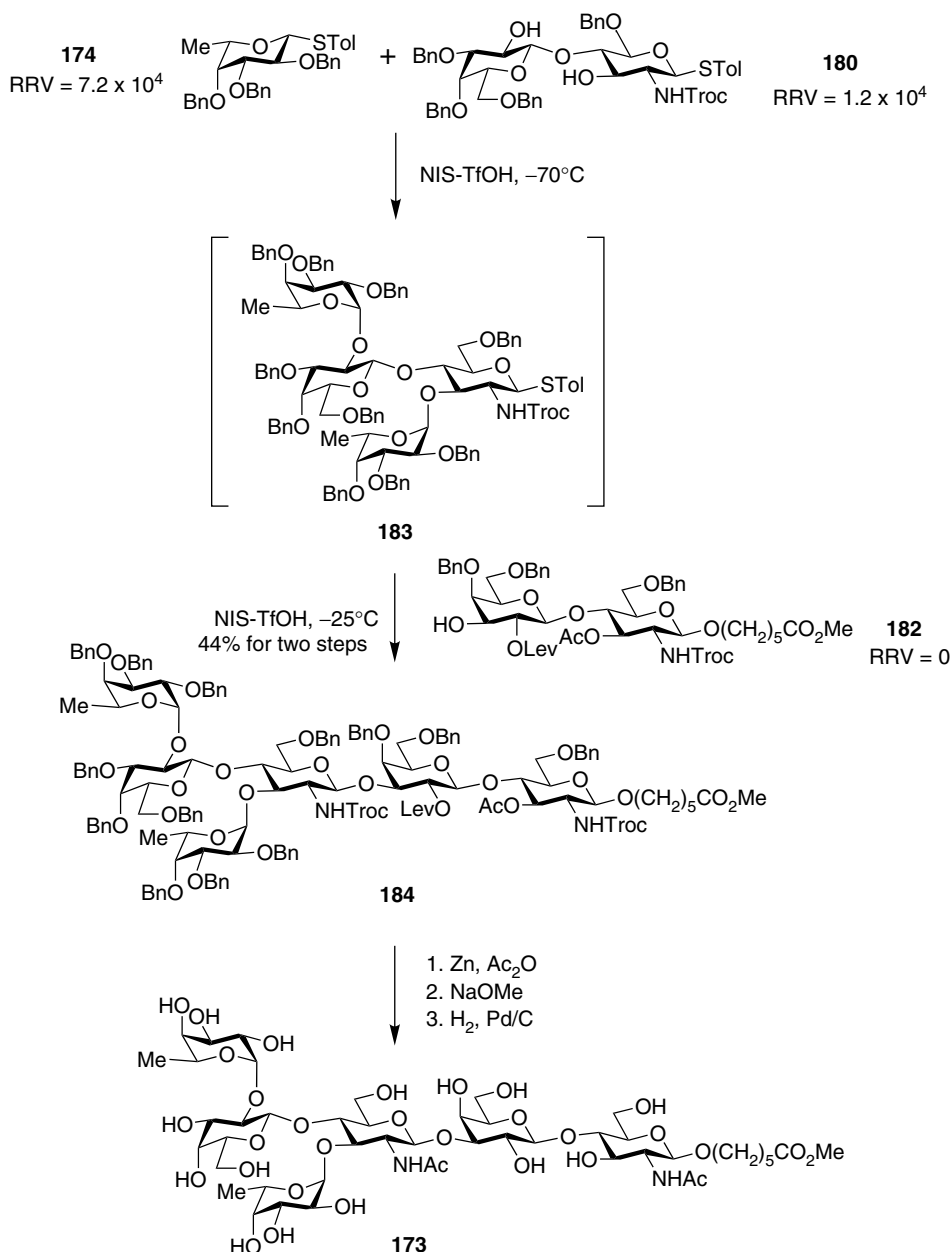 174
RRV = 7.2 x 10⁴
Me
O
STol
OBn
BnO
OBn
+
BnO
OH
BnO
O
O
O
HO
STol
NHTroc
BnO
OBn
180
RRV = 1.2 x 10⁴
NIS-TfOH, –70°C
BnO
OBn
OBn
Me
O
O
OBn
BnO
O
O
O
O
STol
NHTroc
OBn
BnO
Me
O
OBn
BnO
OBn
183
NIS-TfOH, –25°C
44% for two steps
BnO
OBn
OBn
O
O
O
HO
OLev
AcO
NHTroc
O(CH₂)₅CO₂Me
182
RRV = 0
BnO
OBn
OBn
Me
O
O
OBn
BnO
OBn
OBn
BnO
O
O
O
O
O
O
O
O
O
NHTroc
LevO
AcO
NHTroc
O(CH₂)₅CO₂Me
OBn
BnO
Me
O
OBn
BnO
OBn
184
1. Zn, Ac₂O
2. NaOMe
3. H₂, Pd/C
HO
OH
OH
Me
O
O
OH
HO
OH
OH
HO
O
O
O
O
O
O
O
O
O
NHAc
OH
HO
NHAc
O(CH₂)₅CO₂Me
OH
HO
Me
O
OH
OH
HO
173